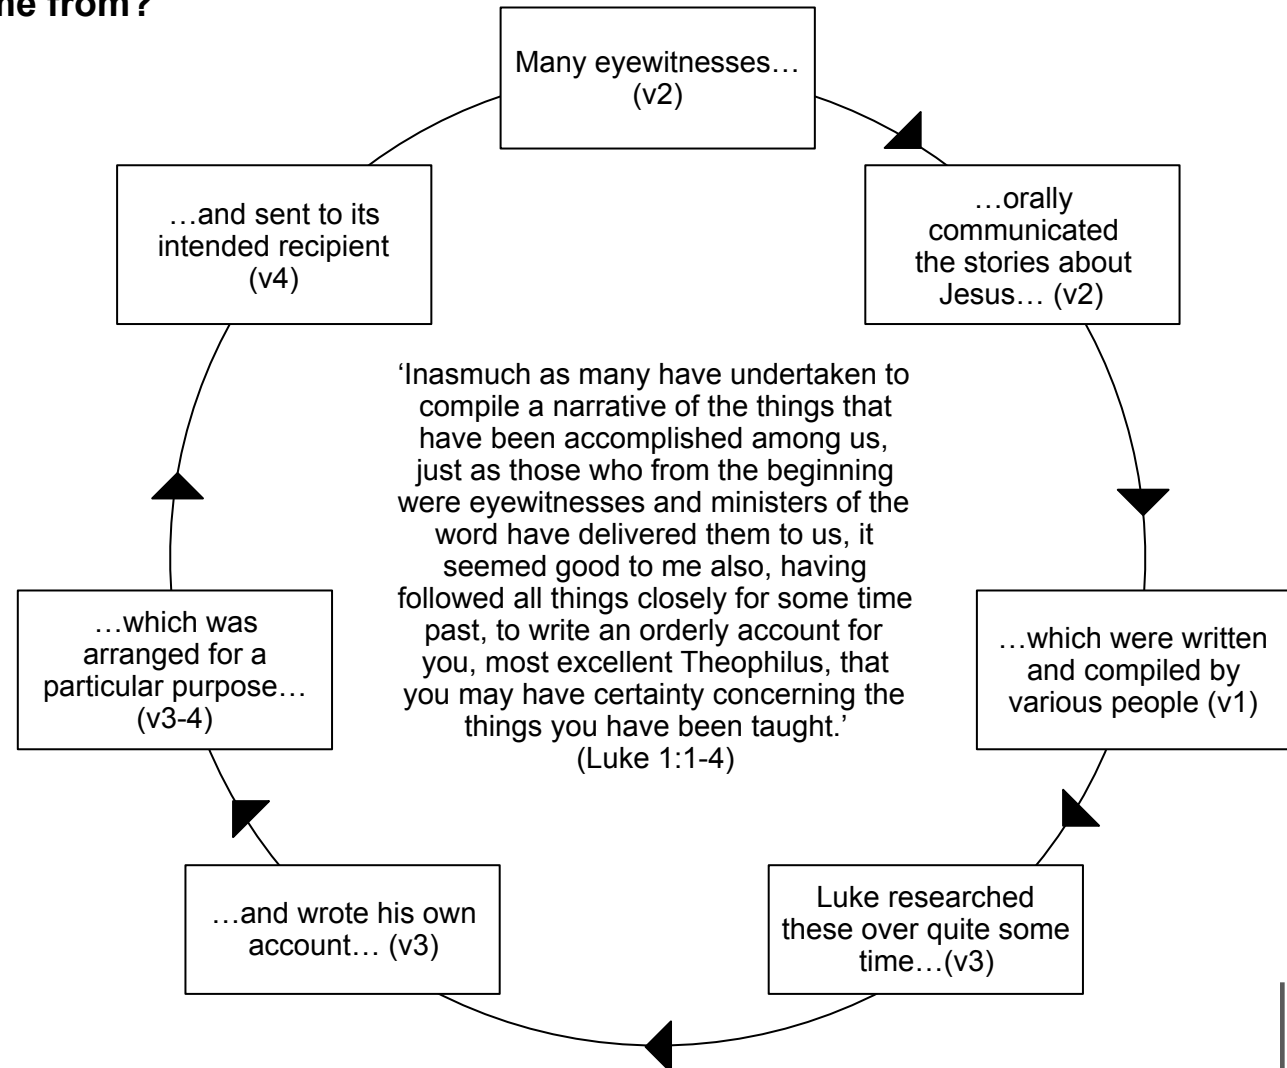 me from?
Many eyewitnesses…
(v2)
…orally
communicated
the stories about
Jesus… (v2)
…which were written
and compiled by
various people (v1)
Luke researched
these over quite some
time…(v3)
…and wrote his own
account… (v3)
…which was
arranged for a
particular purpose…
(v3-4)
…and sent to its
intended recipient
(v4)
‘Inasmuch as many have undertaken to
compile a narrative of the things that
have been accomplished among us,
just as those who from the beginning
were eyewitnesses and ministers of the
word have delivered them to us, it
seemed good to me also, having
followed all things closely for some time
past, to write an orderly account for
you, most excellent Theophilus, that
you may have certainty concerning the
things you have been taught.’
(Luke 1:1-4)